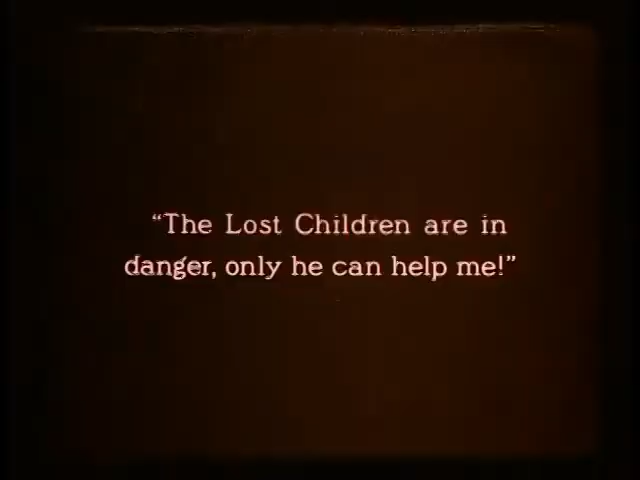 “The Lost Children are in
danger, only he can help me!”